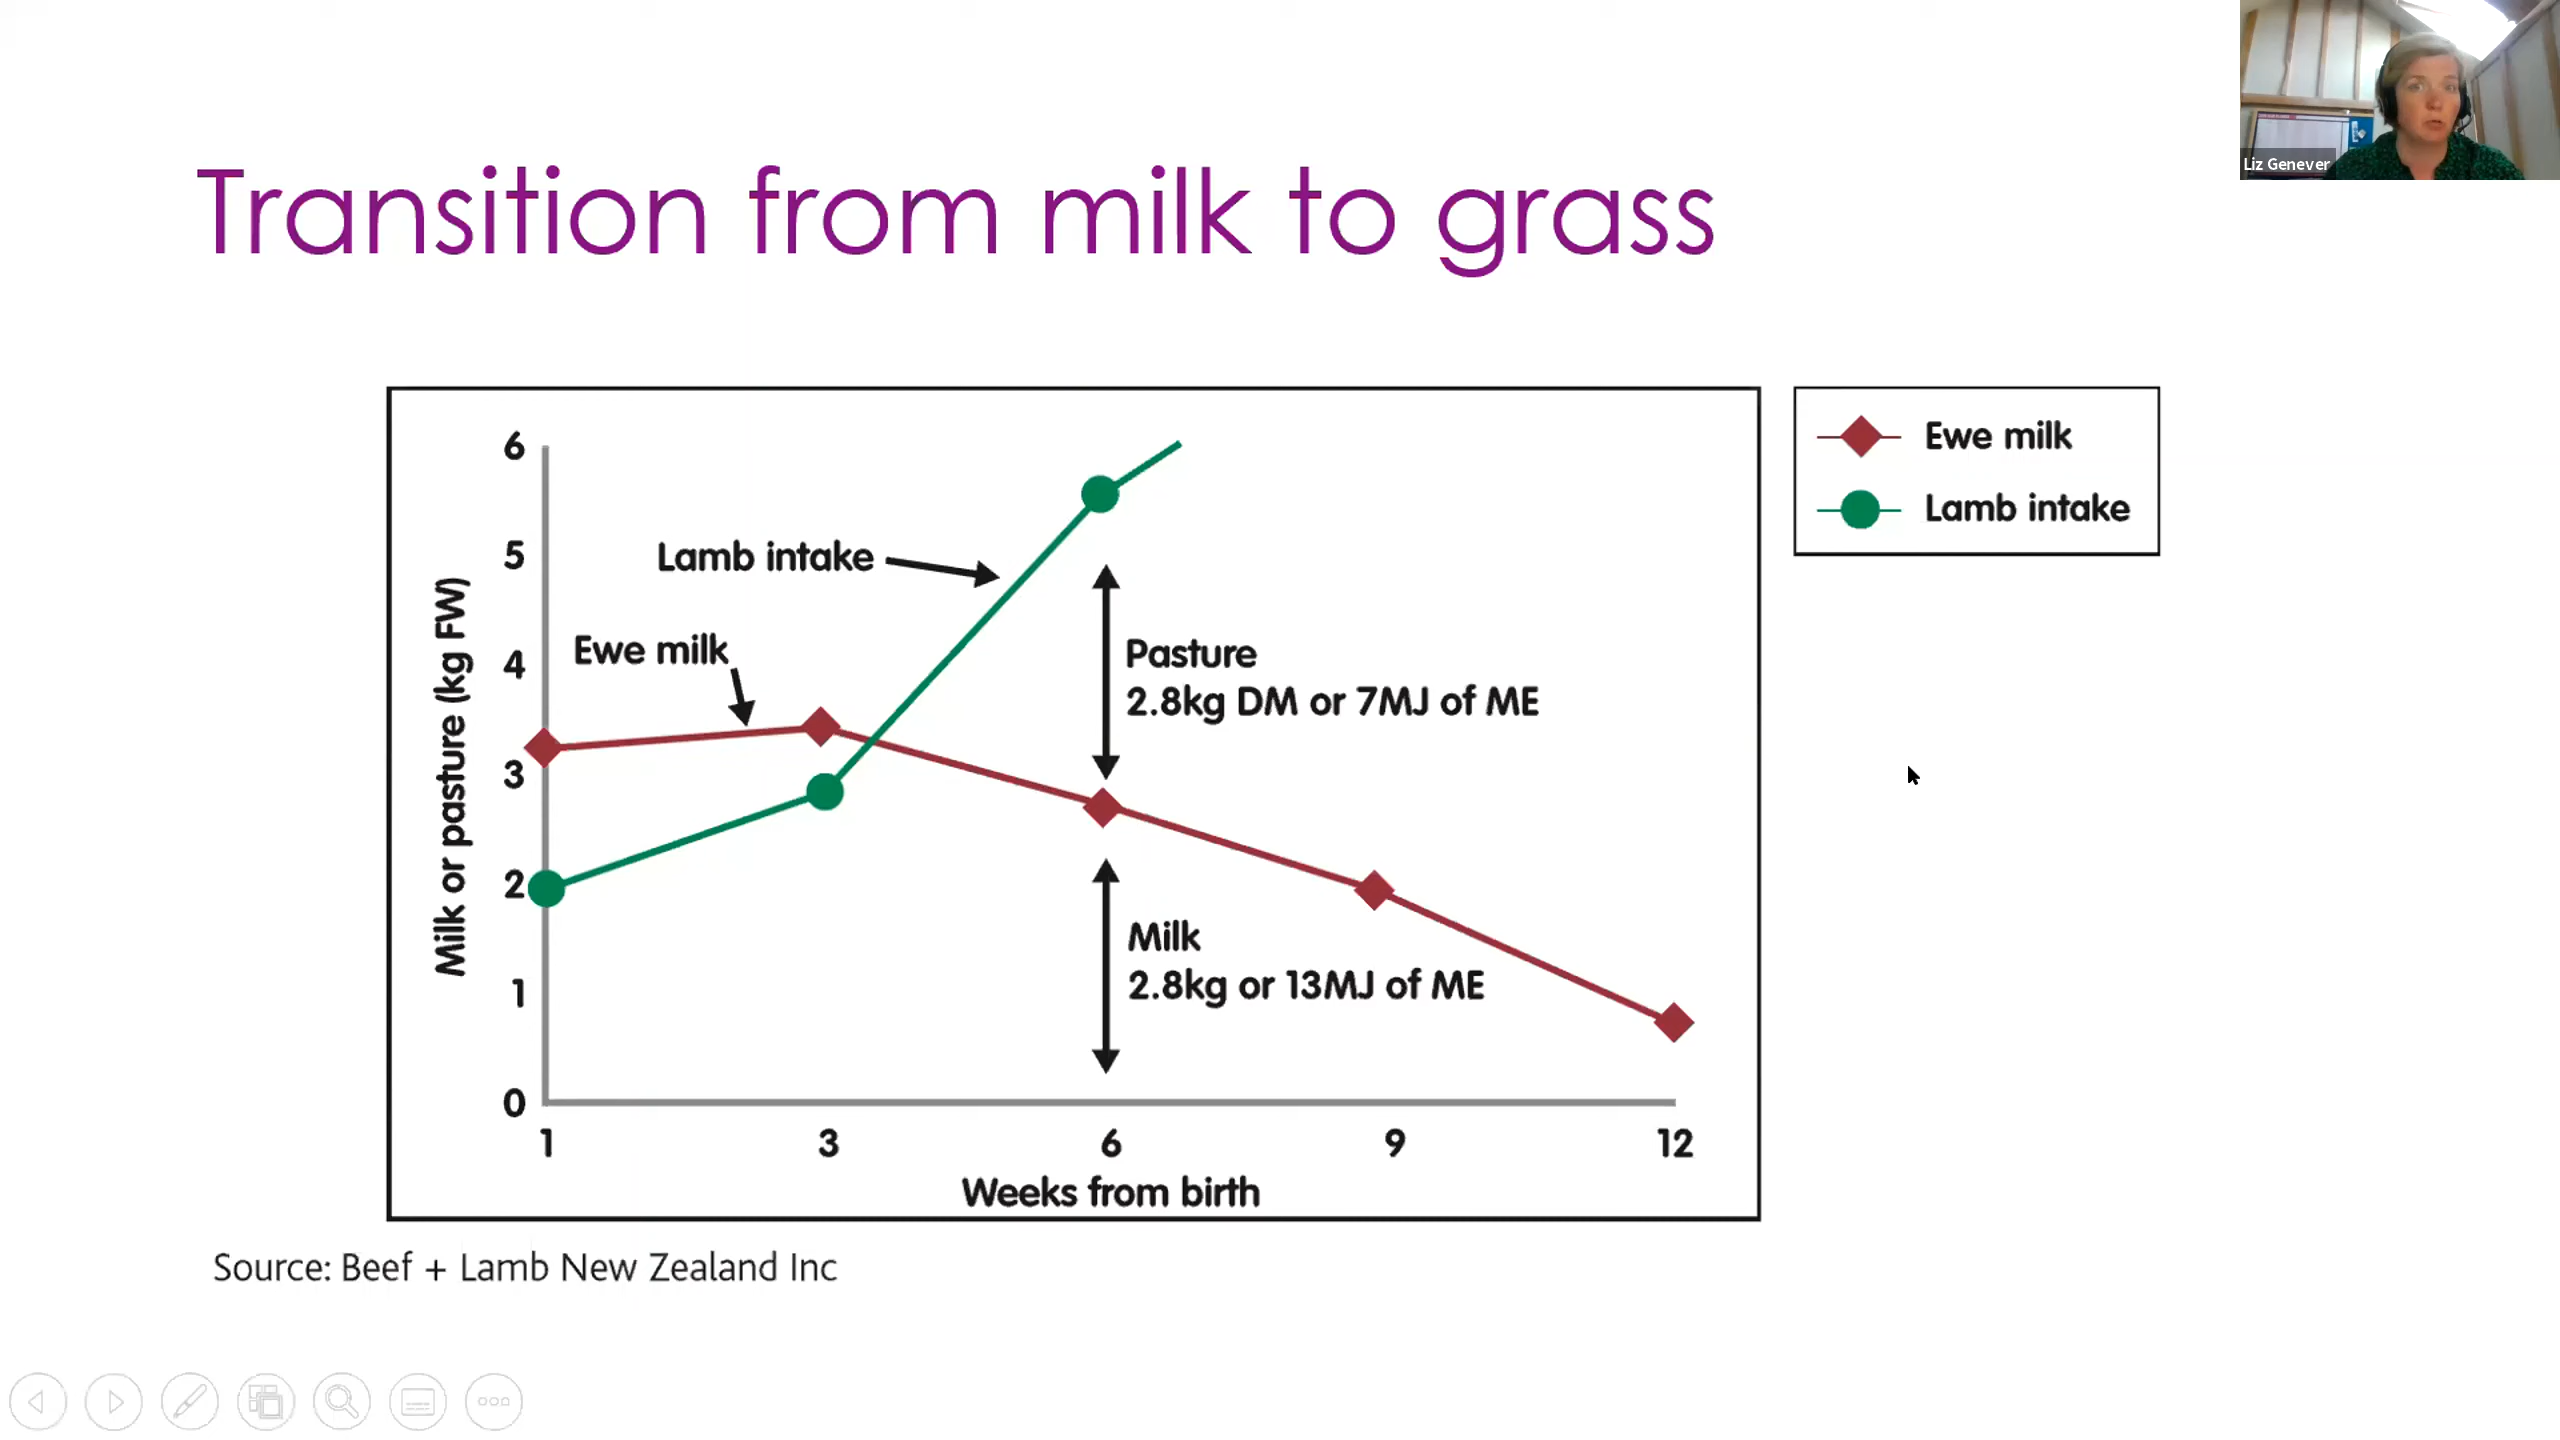 Liz Genever
Transition from milk to grass
Ewe milk
Lamb intake
6
5
4
3
2
1
0
Milk or pasture (kg FW)
Lamb intake
Ewe milk
Pasture
2.8kg DM or 7MJ of ME
Milk
2.8kg or 13MJ of ME
1 3 6 9 12
Weeks from birth
Source: Beef + Lamb New Zealand Inc